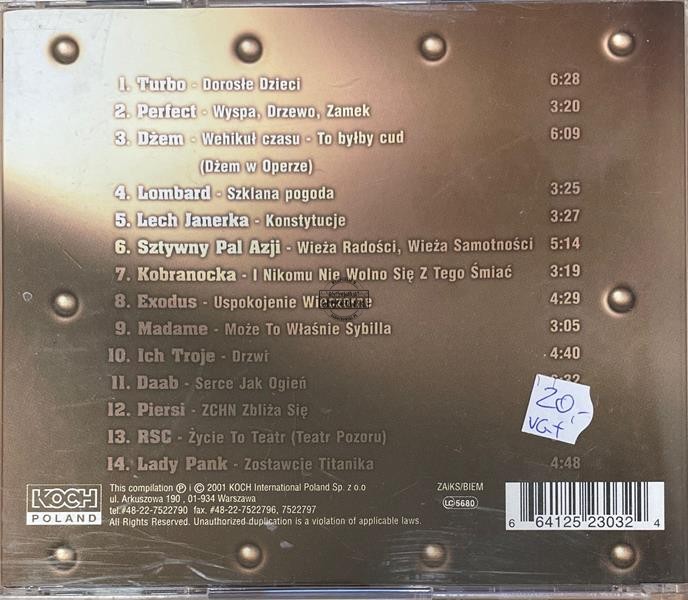 1. Turbo - Dorosłe Dzieci 6:28
2. Perfect - Wyspa, Drzewo, Zamek 3:20
3. Dżem - Wehikuł czasu - To byłby cud 6:09
(Dżem w Operze)
4. Lombard - Szklana pogoda 3:25
5. Lech Janerka - Konstytucje 3:27
6. Sztywny Pal Azji - Wieża Radości, Wieża Samotności 5:14
7. Kobranocka - I Nikomu Nie Wolno Się Z Tego Śmiać 3:19
8. Exodus - Uspokojenie 4:29
9. Madame - Może To Właśnie Sybilla 3:05
10. Ich Troje - Drzwi 4:40
11. Daab - Serce Jak Ogień
12. Piersi - ZCHN Zbliża Się
13. RSC - Życie To Teatr (Teatr Pozoru)
14. Lady Pank - Zostawcie Titanika 4:48
20,-
VG+
KOCH
POLAND
This compilation Ⓟ i © 2001 KOCH International Poland Sp. z o.o
ul. Arkuszowa 190 , 01-934 Warszawa
tel.#48-22-7522790 fax. #48-22-7522796, 7522797
All Rights Reserved. Unauthorized duplication is a violation of applicable laws.
ZAIKS/BIEM
LC 5680
6 64125 23032 4